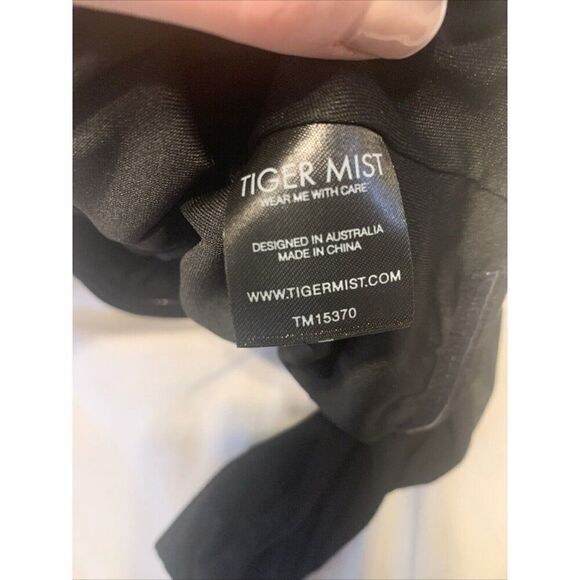 TIGER MIST
WEAR ME WITH CARE
DESIGNED IN AUSTRALIA
MADE IN CHINA
WWW.TIGERMIST.COM
TM15370